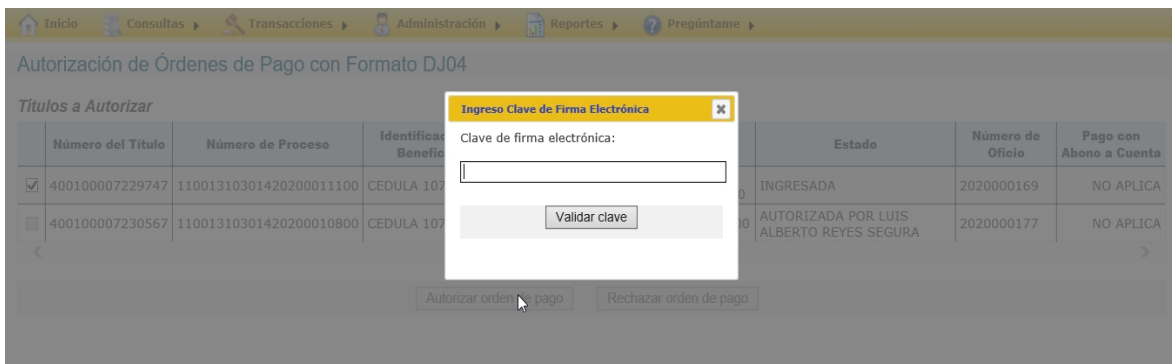 Inicio Consultas Transacciones Administración Reportes Pregúntame
Autorización de Órdenes de Pago con Formato DJ04
Títulos a Autorizar
Ingreso Clave de Firma Electrónica
Clave de firma electrónica:
Validar clave
Número del Título Número de Proceso Estado Número de Oficio Pago con Abono a Cuenta
400100007229747 11001310301420200011100 CEDULA 107 INGRESADA 2020000169 NO APLICA
400100007230567 11001310301420200010800 CEDULA 107 00 AUTORIZADA POR LUIS ALBERTO REYES SEGURA 2020000177 NO APLICA
Autorizar orden de pago Rechazar orden de pago